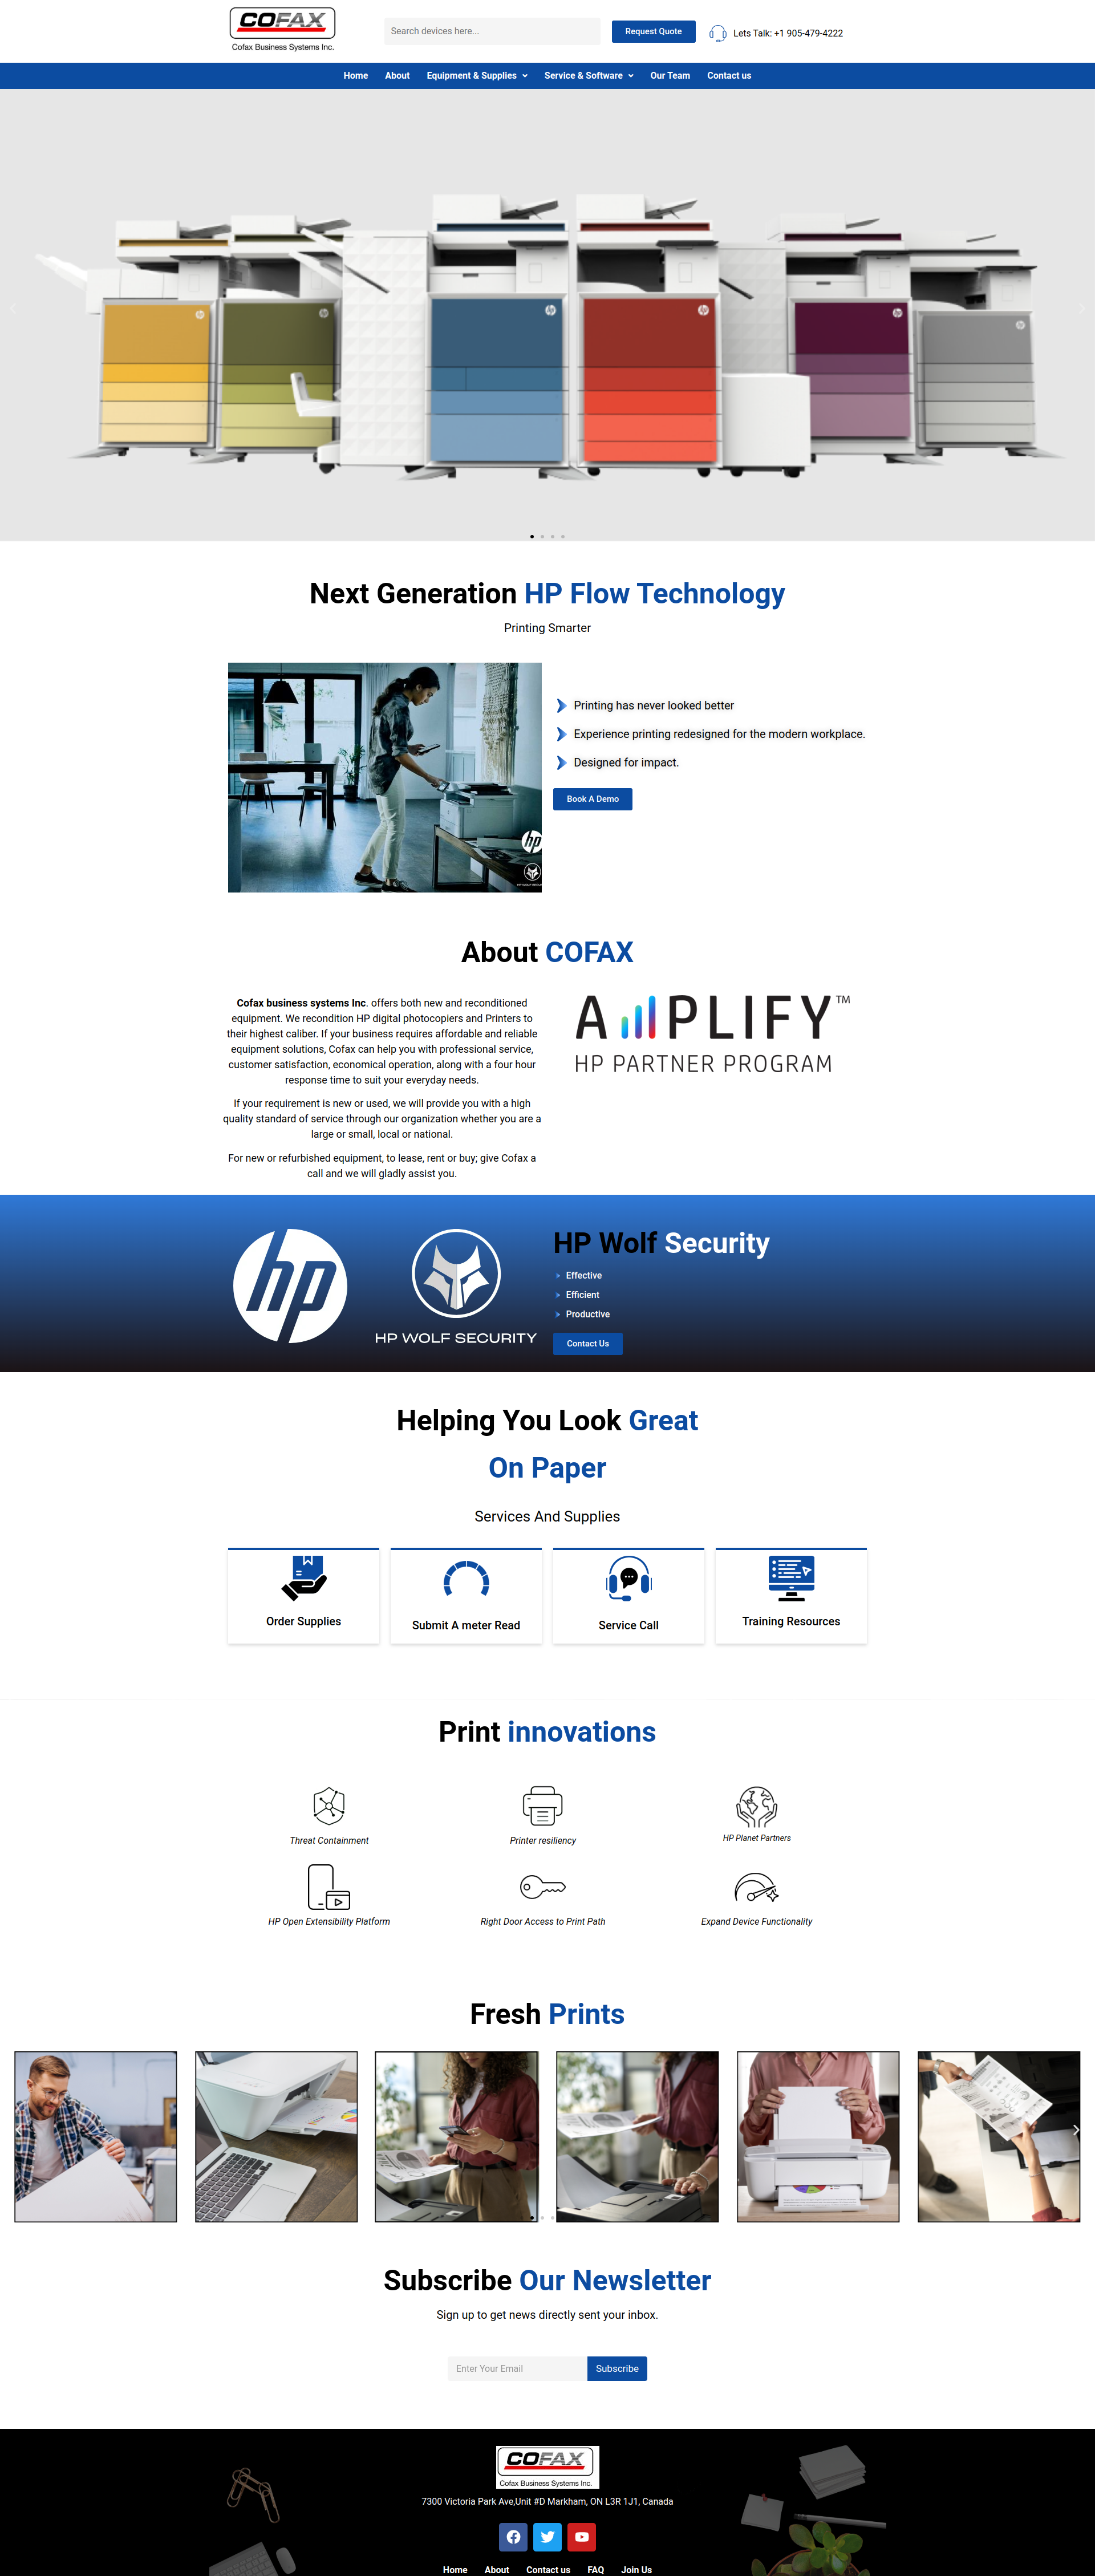 COFAX
Cofax Business Systems Inc.
Search devices here...
Request Quote
Lets Talk: +1 905-479-4222
Home About Equipment & Supplies Service & Software Our Team Contact us
hp hp hp hp hp hp
Next Generation HP Flow Technology
Printing Smarter
Printing has never looked better
Experience printing redesigned for the modern workplace.
Designed for impact.
Book A Demo
hp
About COFAX
Cofax business systems Inc. offers both new and reconditioned
equipment. We recondition HP digital photocopiers and Printers to
their highest caliber. If your business requires affordable and reliable
equipment solutions, Cofax can help you with professional service,
customer satisfaction, economical operation, along with a four hour
response time to suit your everyday needs.
If your requirement is new or used, we will provide you with a high
quality standard of service through our organization whether you are a
large or small, local or national.
For new or refurbished equipment, to lease, rent or buy; give Cofax a
call and we will gladly assist you.
AMPLIFY™
HP PARTNER PROGRAM
hp
HP WOLF SECURITY
HP Wolf Security
Effective
Efficient
Productive
Contact Us
Helping You Look Great
On Paper
Services And Supplies
Order Supplies
Submit A meter Read
Service Call
Training Resources
Print innovations
Threat Containment
Printer resiliency
HP Planet Partners
HP Open Extensibility Platform
Right Door Access to Print Path
Expand Device Functionality
Fresh Prints
Subscribe Our Newsletter
Sign up to get news directly sent your inbox.
Enter Your Email
Subscribe
COFAX
Cofax Business Systems Inc.
7300 Victoria Park Ave,Unit #D Markham, ON L3R 1J1, Canada
Home About Contact us FAQ Join Us